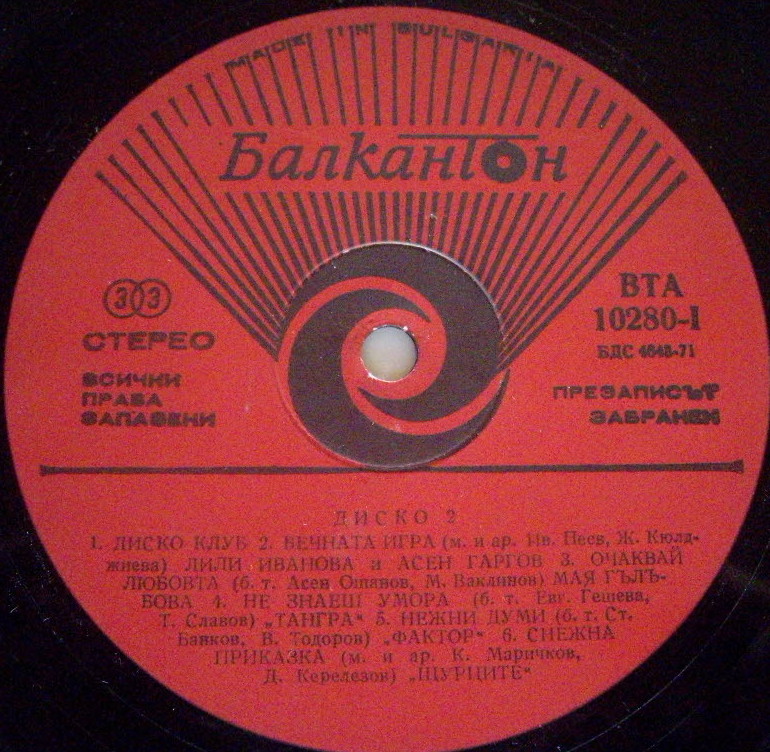 MADE IN BULGARIA
Балкантон
33
СТЕРЕО
ВСИЧКИ
ПРАВА
ЗАПАЗЕНИ
ВТА
10280-I
БДС 4643-71
ПРЕЗАПИСЪТ
ЗАБРАНЕН
ДИСКО 2
1. ДИСКО КЛУБ 2. ВЕЧНАТА ИГРА (м. и ар. Ив. Пеев, Ж. Кюлд-
жиева) ЛИЛИ ИВАНОВА и АСЕН ГАРГОВ 3. ОЧАКВАЙ
ЛЮБОВТА (б. т. Асен Ошанов, М. Ваклинов) МАЯ ГЪЛЪ-
БОВА 4. НЕ ЗНАЕШ УМОРА (б. т. Евг. Гешева,
Т. Славов) „ТАНГРА“ 5. НЕЖНИ ДУМИ (б. т. Ст.
Банков, В. Тодоров) „ФАКТОР“ 6. СНЕЖНА
ПРИКАЗКА (м. и ар. К. Маричков,
Д. Керелезов) „ЩУРЦИТЕ“